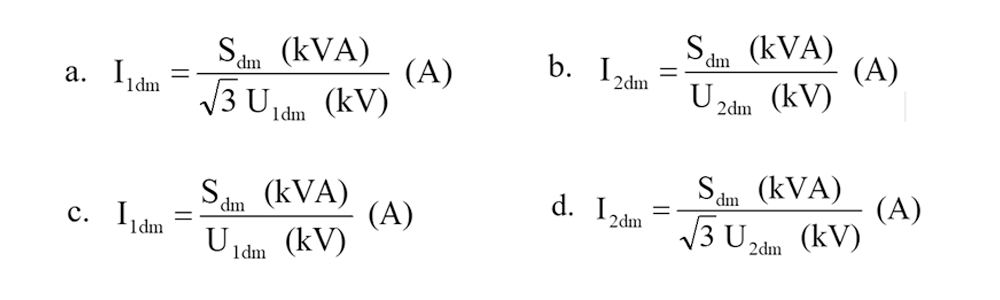 a. I1dm = Sdm (kVA) / √3 U1dm (kV) (A)
b. I2dm = Sdm (kVA) / U2dm (kV) (A)
c. I1dm = Sdm (kVA) / U1dm (kV) (A)
d. I2dm = Sdm (kVA) / √3 U2dm (kV) (A)